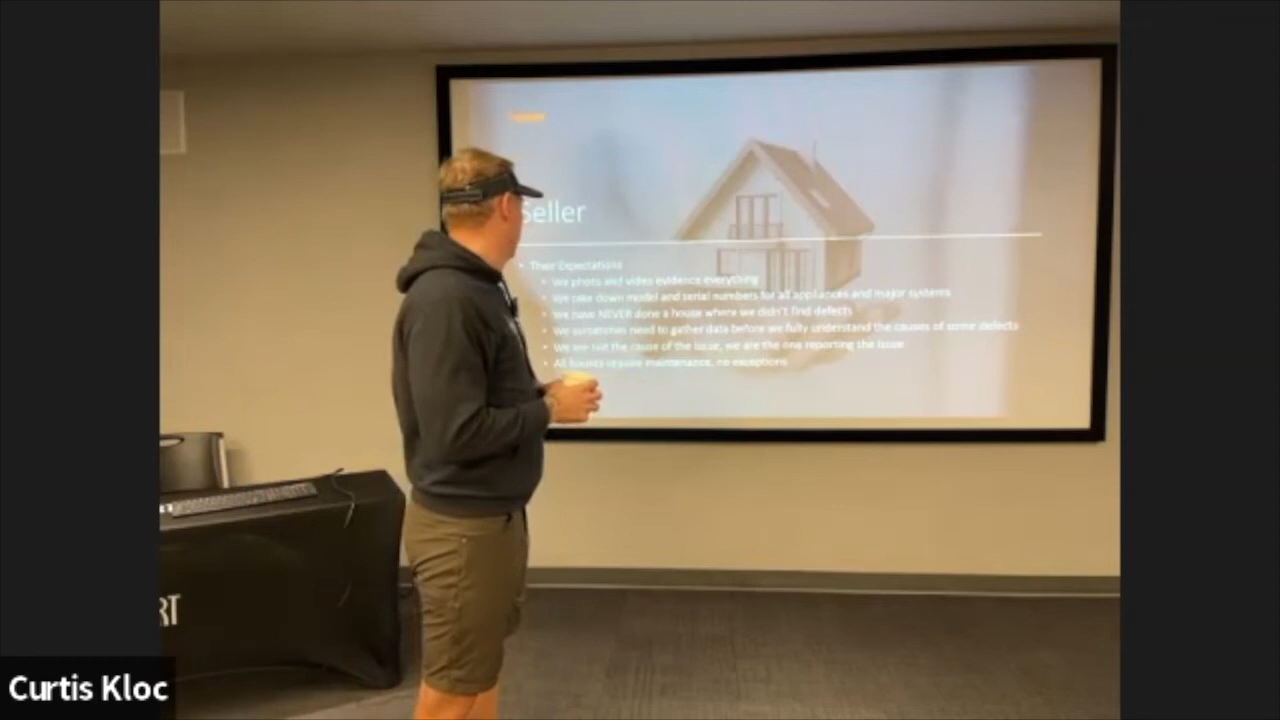 Seller
• Their Expectations
• We photo and video evidence everything
• We take down model and serial numbers for all appliances and major systems
• We have NEVER done a house where we didn't find defects
• We sometimes need to gather data before we fully understand the causes of some defects
• We are not the cause of the issue, we are the one reporting the issue
• All houses require maintenance, no exceptions
RT
Curtis Kloc